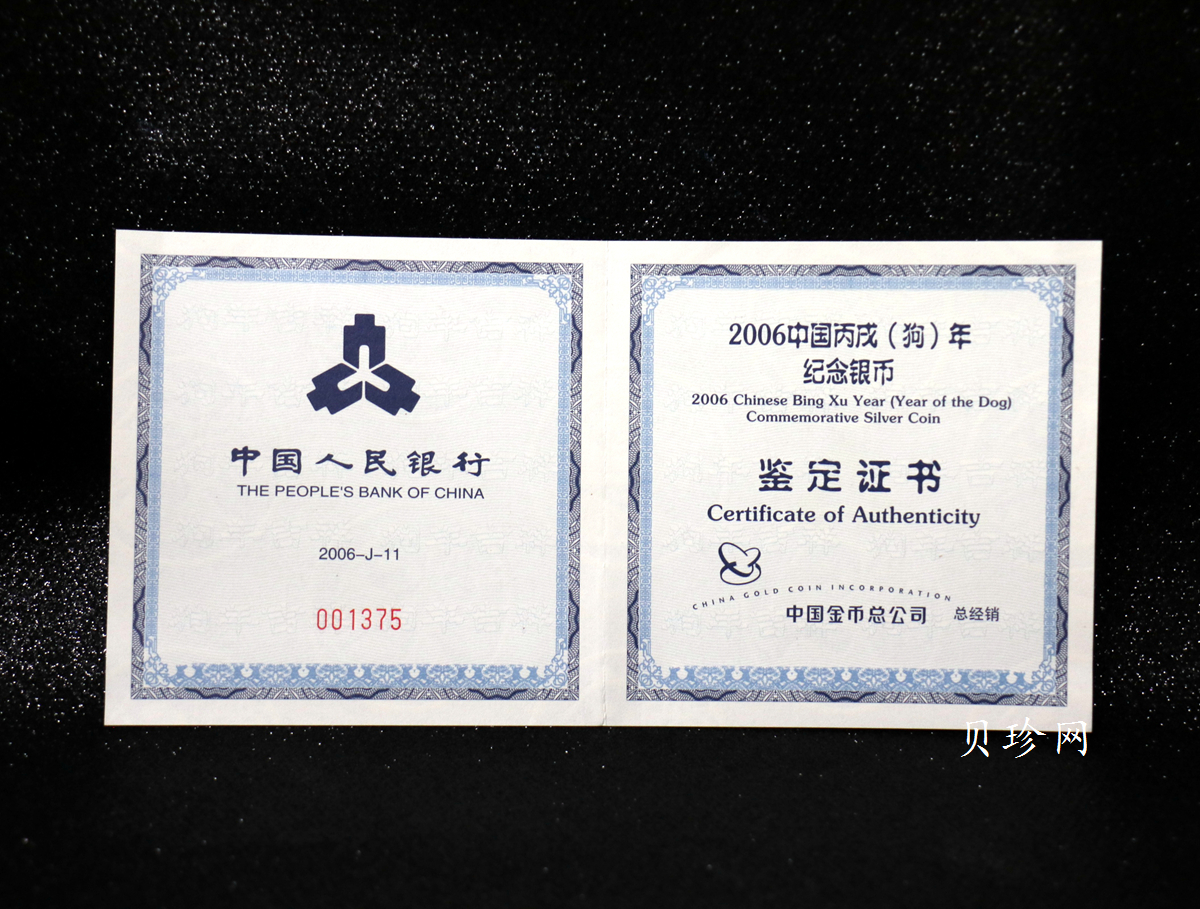 中国人民银行
THE PEOPLE'S BANK OF CHINA
2006-J-11
001375
2006中国丙戌（狗）年
纪念银币
2006 Chinese Bing Xu Year (Year of the Dog)
Commemorative Silver Coin
鉴定证书
Certificate of Authenticity
CHINA GOLD COIN INCORPORATION
中国金币总公司 总经销
贝珍网